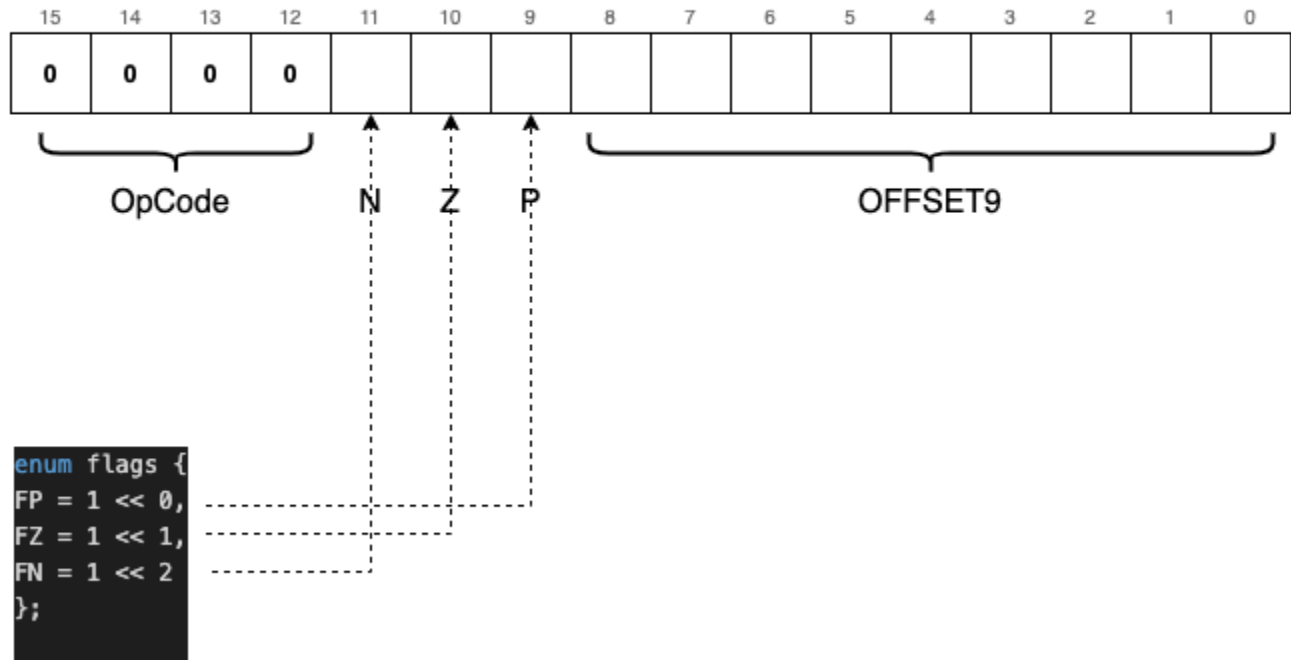 15 14 13 12 11 10 9 8 7 6 5 4 3 2 1 0
0 0 0 0
OpCode N Z P OFFSET9
enum flags {
FP = 1 << 0,
FZ = 1 << 1,
FN = 1 << 2
};